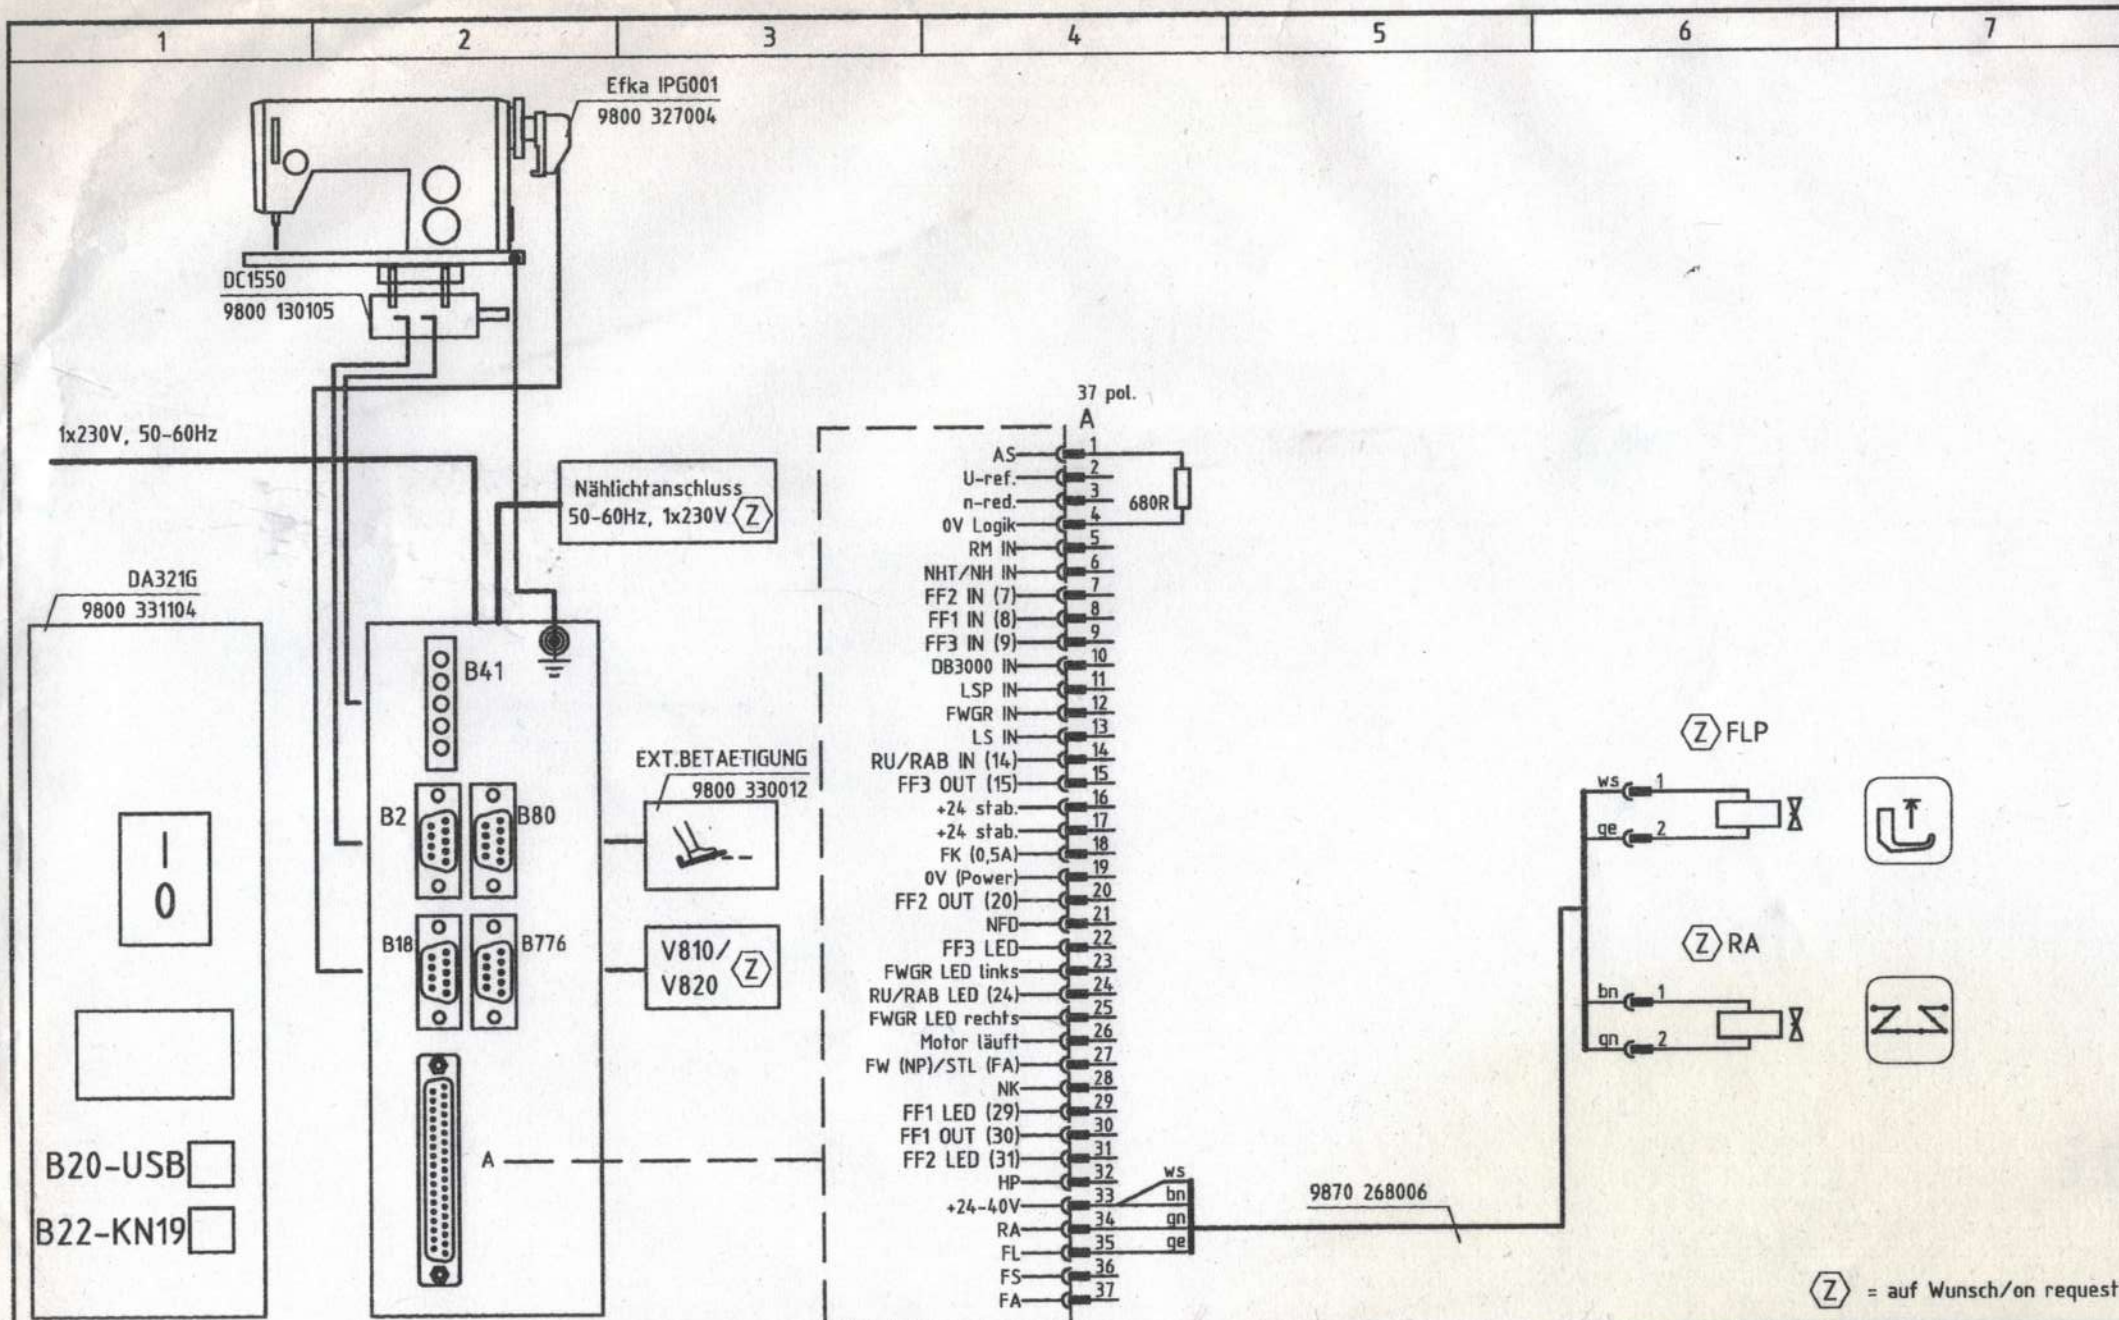 1 2 3 4 5 6 7
Efka IPG001
9800 327004
DC1550
9800 130105
1x230V, 50-60Hz
Nählichtanschluss
50-60Hz, 1x230V Z
DA321G
9800 331104
I
0
B20-USB
B22-KN19
B41
B2
B80
B18
B776
A
EXT.BETAETIGUNG
9800 330012
V810/
V820
Z
37 pol.
A
AS 1
U-ref. 2
n-red. 3
0V Logik 4
680R
RM IN 5
NHT/NH IN 6
FF2 IN (7) 7
FF1 IN (8) 8
FF3 IN (9) 9
DB3000 IN 10
LSP IN 11
FWGR IN 12
LS IN 13
RU/RAB IN (14) 14
FF3 OUT (15) 15
+24 stab. 16
+24 stab. 17
FK (0,5A) 18
0V (Power) 19
FF2 OUT (20) 20
NFD 21
FF3 LED 22
FWGR LED links 23
RU/RAB LED (24) 24
FWGR LED rechts 25
Motor läuft 26
FW (NP)/STL (FA) 27
NK 28
FF1 LED (29) 29
FF1 OUT (30) 30
FF2 LED (31) 31
HP 32 ws
+24-40V 33 bn
RA 34 gn
FL 35 ge
FS 36
FA 37
9870 268006
Z FLP
ws 1
ge 2
Z RA
bn 1
gn 2
Z = auf Wunsch/on request